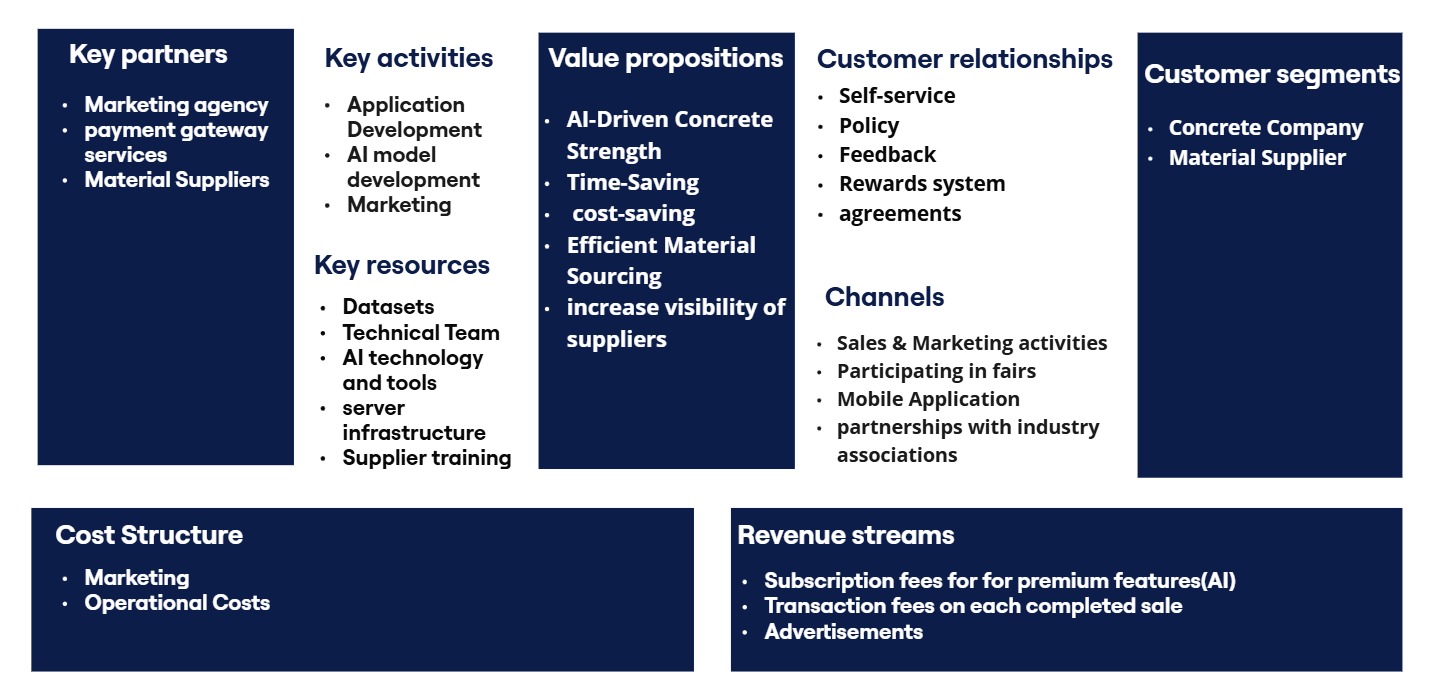 Key partners
• Marketing agency
• payment gateway
services
• Material Suppliers
Key activities
• Application
Development
• AI model
development
• Marketing
Key resources
• Datasets
• Technical Team
• AI technology
and tools
• server
infrastructure
• Supplier training
Value propositions
• AI-Driven Concrete
Strength
• Time-Saving
• cost-saving
• Efficient Material
Sourcing
• increase visibility of
suppliers
Customer relationships
• Self-service
• Policy
• Feedback
• Rewards system
• agreements
Channels
• Sales & Marketing activities
• Participating in fairs
• Mobile Application
• partnerships with industry
associations
Customer segments
• Concrete Company
• Material Supplier
Cost Structure
• Marketing
• Operational Costs
Revenue streams
• Subscription fees for for premium features(AI)
• Transaction fees on each completed sale
• Advertisements